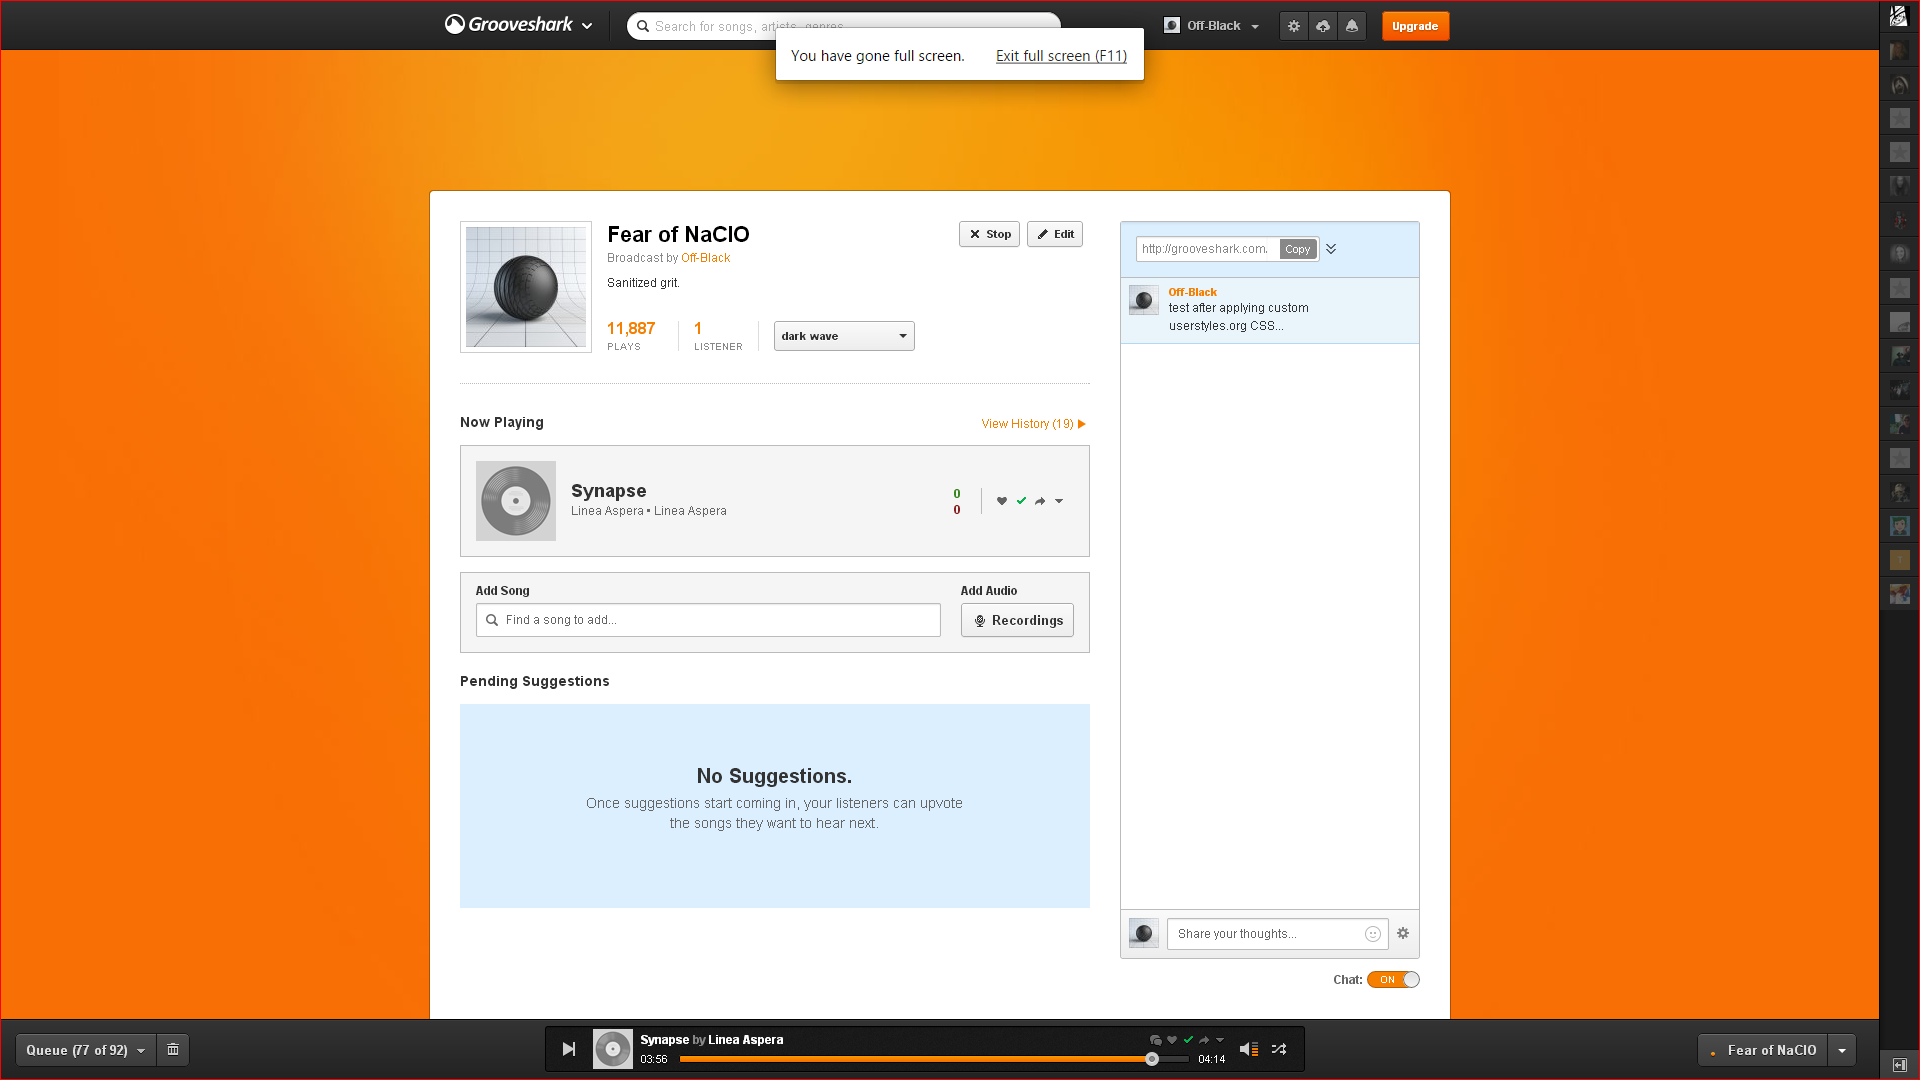 Grooveshark
Search for songs, artists, genres
Off-Black
Upgrade
You have gone full screen. Exit full screen (F11)
Fear of NaClO
Broadcast by Off-Black
Sanitized grit.
Stop
Edit
11,887
PLAYS
1
LISTENER
dark wave
http://grooveshark.com.
Copy
Off-Black
test after applying custom
userstyles.org CSS...
Now Playing
View History (19)
Synapse
Linea Aspera • Linea Aspera
0
0
Add Song
Find a song to add...
Add Audio
Recordings
Pending Suggestions
No Suggestions.
Once suggestions start coming in, your listeners can upvote
the songs they want to hear next.
Share your thoughts...
Chat: ON
Queue (77 of 92)
Synapse by Linea Aspera
03:56
04:14
Fear of NaClO